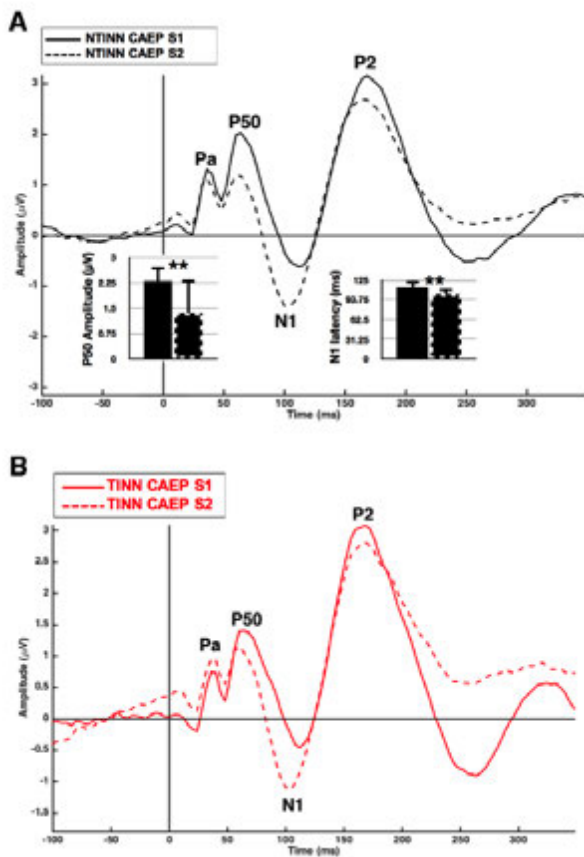 A
NTINN CAEP S1
NTINN CAEP S2
P2
P50
Pa
N1
3
2
1
0
-1
-2
-3
Amplitude (μV)
**
3
2.25
1.5
0.75
0
P50 Amplitude (μV)
**
125
93.75
62.5
31.25
0
N1 latency (ms)
-100 -50 0 50 100 150 200 250 300
Time (ms)
B
TINN CAEP S1
TINN CAEP S2
P2
P50
Pa
N1
3
2.5
2
1.5
1
0.5
0
-0.5
-1
-1.5
Amplitude (μV)
-100 -50 0 50 100 150 200 250 300
Time (ms)